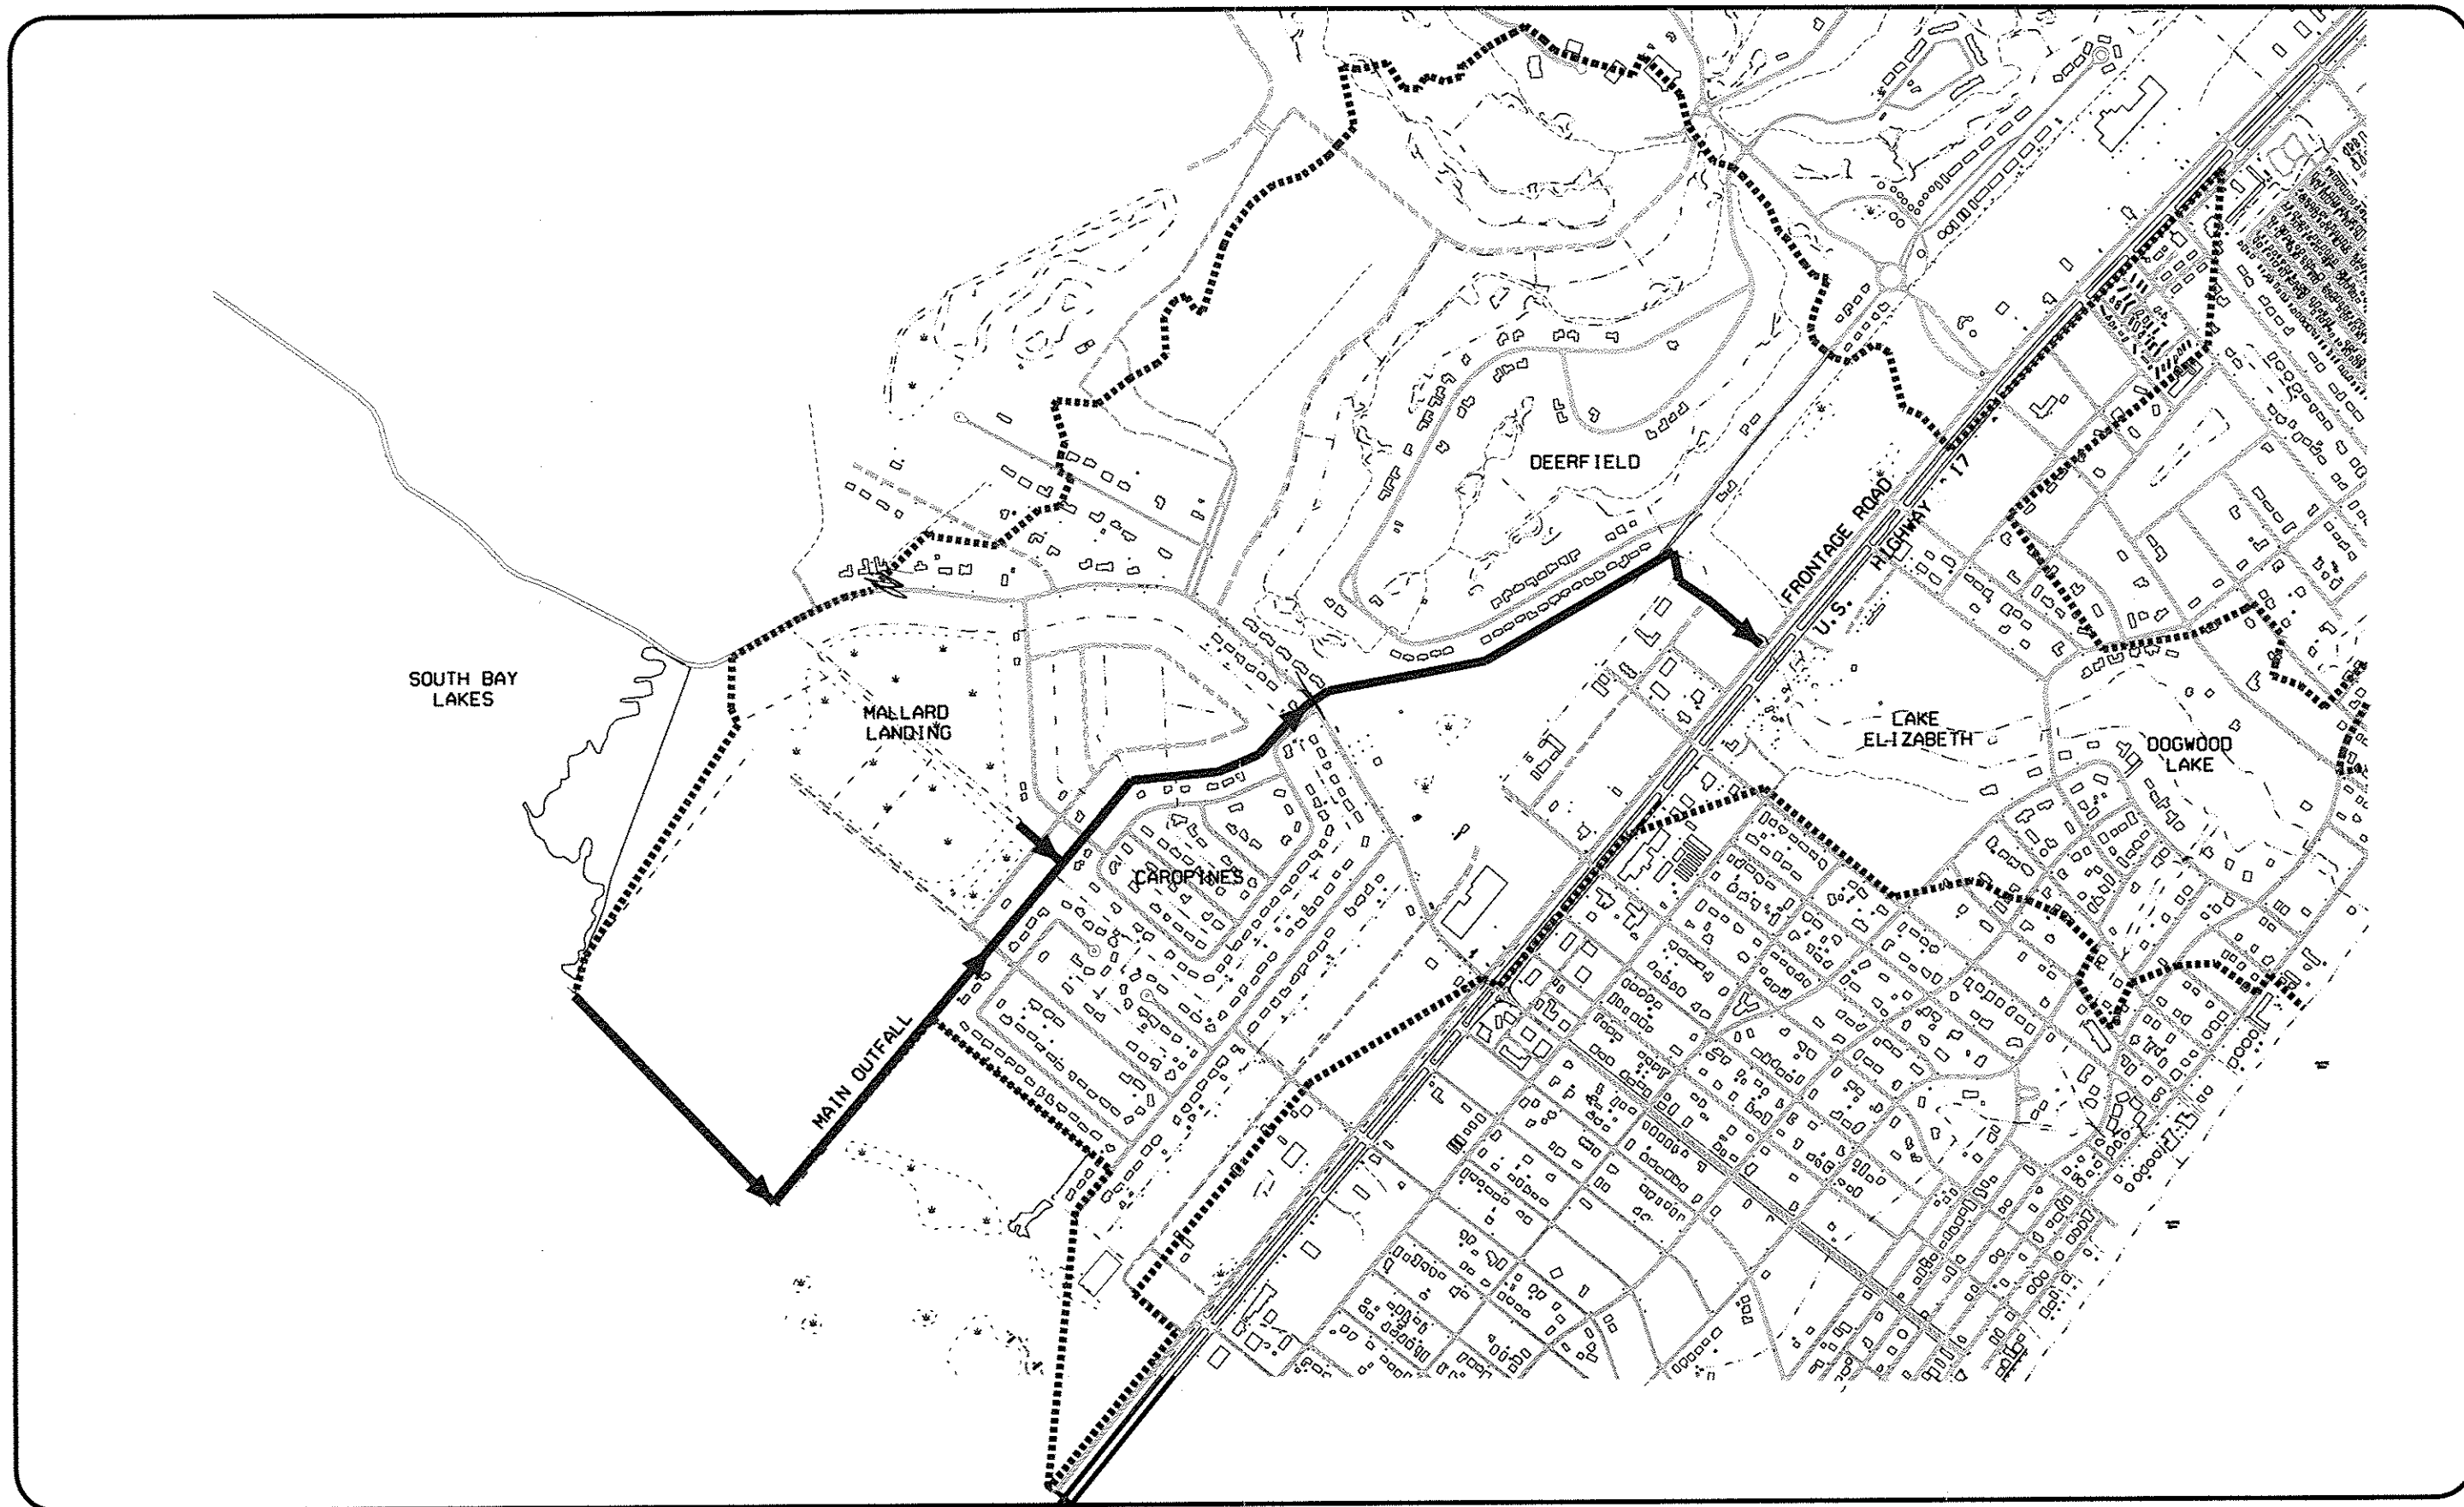 DEERFIELD
FRONTAGE ROAD
U.S. HIGHWAY 17
SOUTH BAY
LAKES
MALLARD
LANDING
LAKE
ELIZABETH
DOGWOOD
LAKE
CAROPINES
MAIN OUTFALL